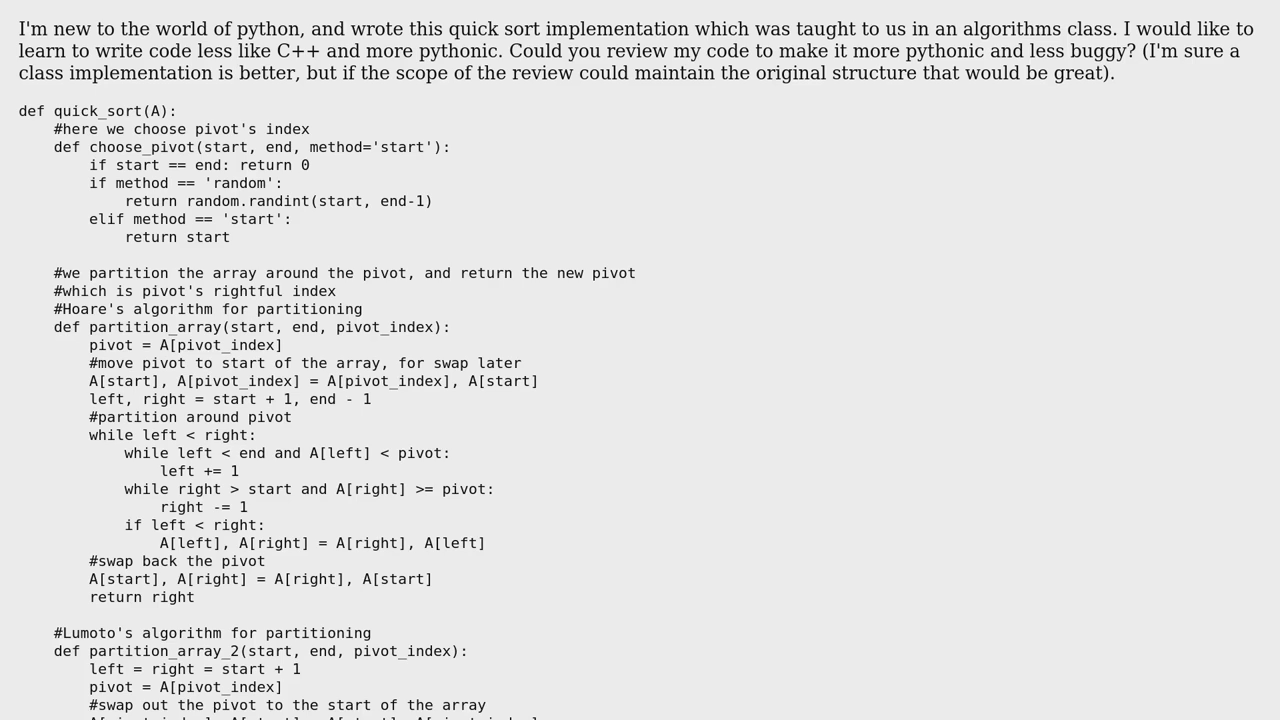 I'm new to the world of python, and wrote this quick sort implementation which was taught to us in an algorithms class. I would like to
learn to write code less like C++ and more pythonic. Could you review my code to make it more pythonic and less buggy? (I'm sure a
class implementation is better, but if the scope of the review could maintain the original structure that would be great).
def quick_sort(A):
    #here we choose pivot's index
    def choose_pivot(start, end, method='start'):
        if start == end: return 0
        if method == 'random':
            return random.randint(start, end-1)
        elif method == 'start':
            return start
    #we partition the array around the pivot, and return the new pivot
    #which is pivot's rightful index
    #Hoare's algorithm for partitioning
    def partition_array(start, end, pivot_index):
        pivot = A[pivot_index]
        #move pivot to start of the array, for swap later
        A[start], A[pivot_index] = A[pivot_index], A[start]
        left, right = start + 1, end - 1
        #partition around pivot
        while left < right:
            while left < end and A[left] < pivot:
                left += 1
            while right > start and A[right] >= pivot:
                right -= 1
            if left < right:
                A[left], A[right] = A[right], A[left]
        #swap back the pivot
        A[start], A[right] = A[right], A[start]
        return right
    #Lumoto's algorithm for partitioning
    def partition_array_2(start, end, pivot_index):
        left = right = start + 1
        pivot = A[pivot_index]
        #swap out the pivot to the start of the array